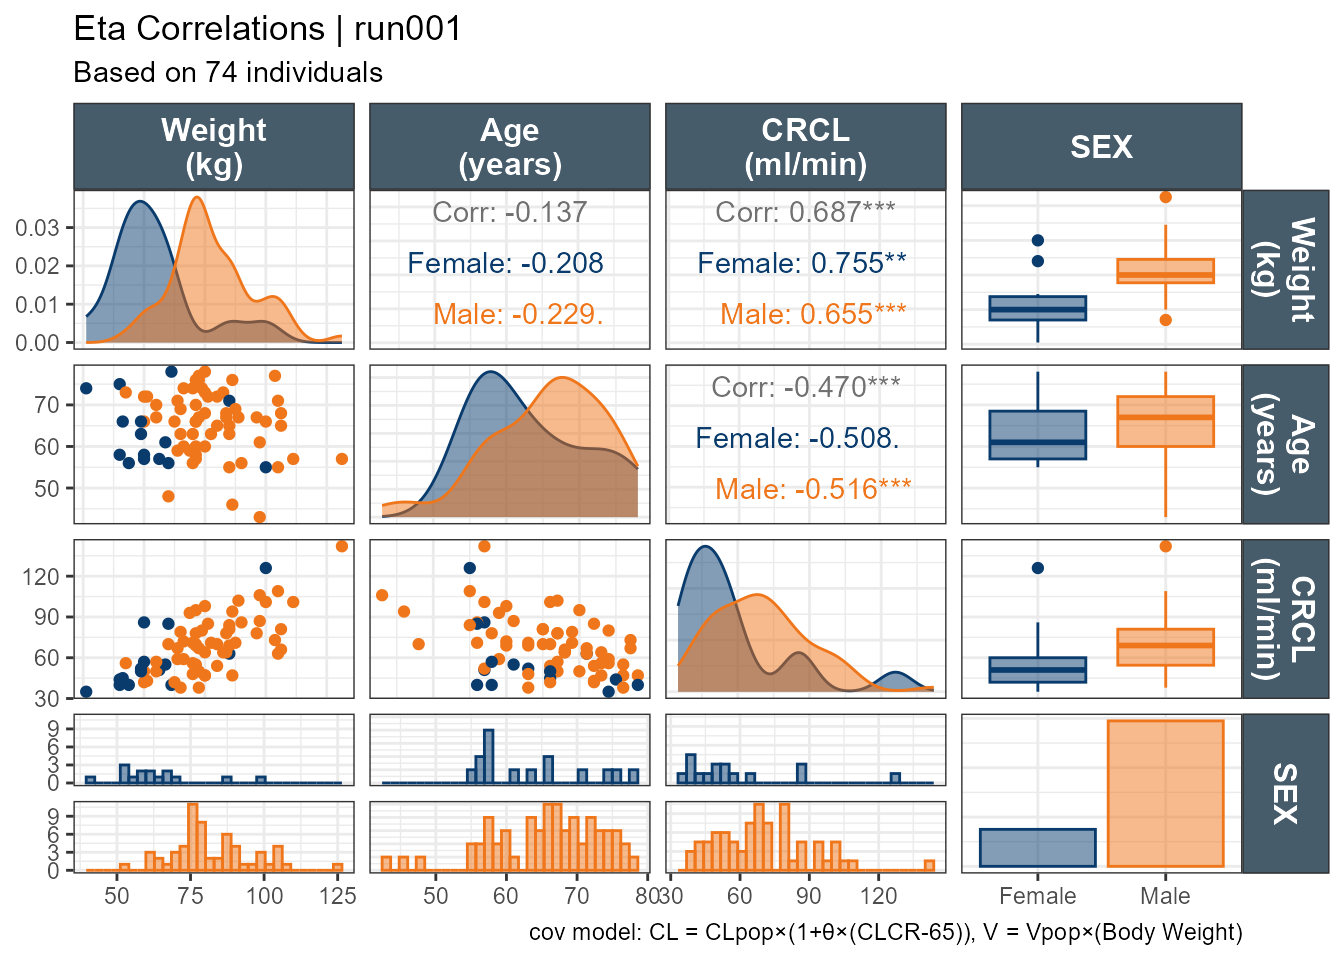 Eta Correlations | run001
Based on 74 individuals
Weight
(kg)
Age
(years)
CRCL
(ml/min)
SEX
0.03
0.02
0.01
0.00
Corr: -0.137
Female: -0.208
Male: -0.229.
Corr: 0.687***
Female: 0.755**
Male: 0.655***
Weight
(kg)
70
60
50
Corr: -0.470***
Female: -0.508.
Male: -0.516***
Age
(years)
120
90
60
30
CRCL
(ml/min)
9
6
3
0
9
6
3
0
SEX
50
75
100
125
50
60
70
80
30
60
90
120
Female
Male
cov model: CL = CLpop×(1+θ×(CLCR-65)), V = Vpop×(Body Weight)